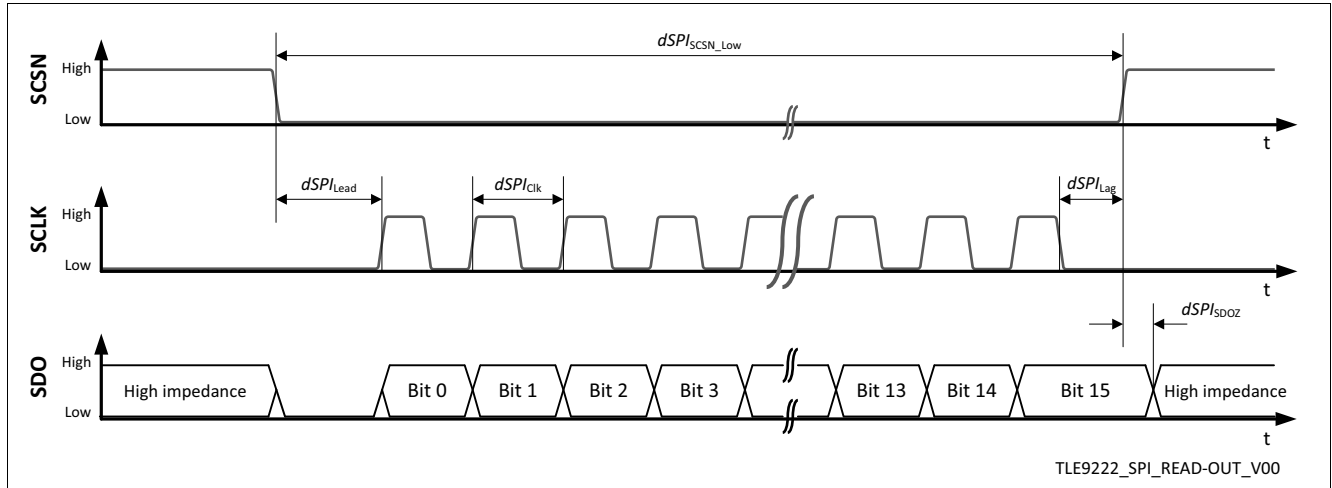 dSPISCSN_Low
SCSN
High
Low
t
dSPILead
dSPIClk
dSPILag
SCLK
High
Low
t
dSPISDOZ
SDO
High
Low
High impedance
Bit 0
Bit 1
Bit 2
Bit 3
Bit 13
Bit 14
Bit 15
High impedance
t
TLE9222_SPI_READ-OUT_V00